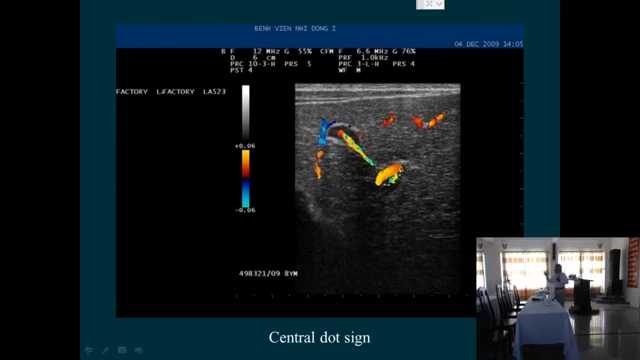 BENH VIEN NHI DONG I
04 DEC 2009 14:05
B F 12 MHz G 55% CFM F 6.6 MHz G 76%
D 6 cm PRF 1.0kHz
PRC 10-3-H PRS 5 PRC 3-L-H PRS 4
PST 4 WF M
FACTORY FACTORY LA523
+0.06
-0.06
498321/09 BYM
Central dot sign